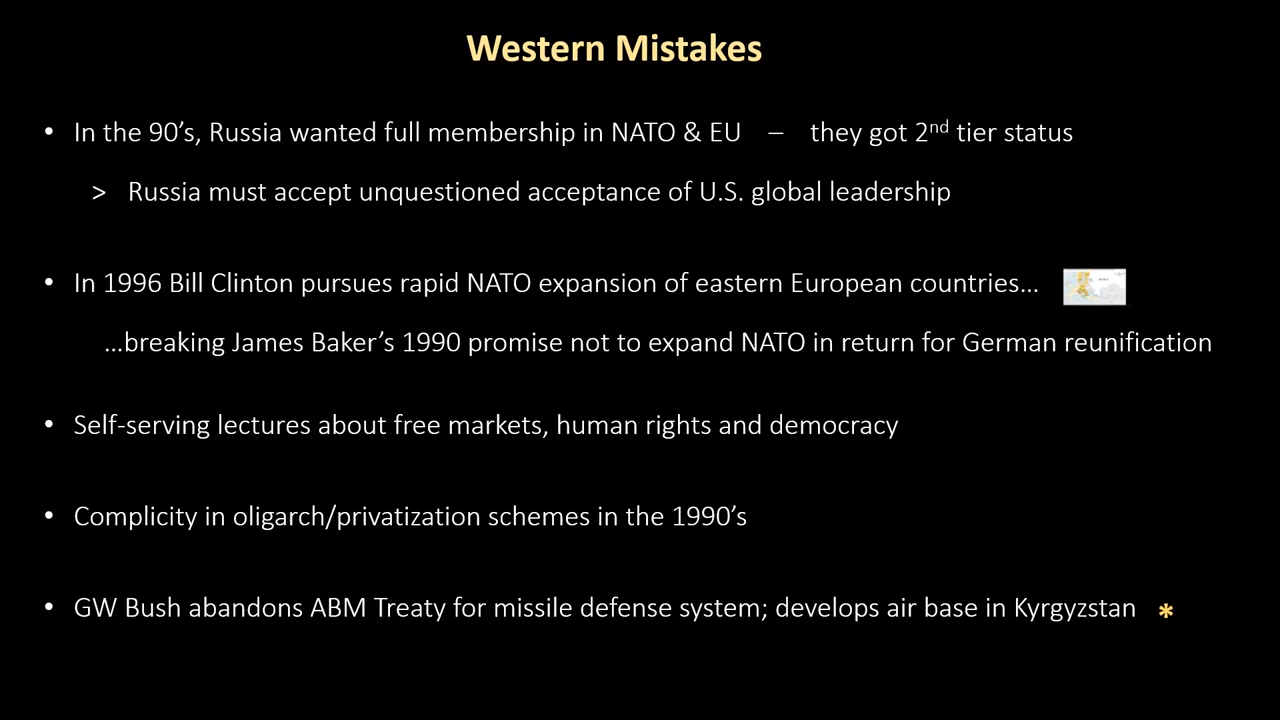 Western Mistakes
• In the 90’s, Russia wanted full membership in NATO & EU – they got 2nd tier status
> Russia must accept unquestioned acceptance of U.S. global leadership
• In 1996 Bill Clinton pursues rapid NATO expansion of eastern European countries…
…breaking James Baker’s 1990 promise not to expand NATO in return for German reunification
• Self-serving lectures about free markets, human rights and democracy
• Complicity in oligarch/privatization schemes in the 1990’s
• GW Bush abandons ABM Treaty for missile defense system; develops air base in Kyrgyzstan *